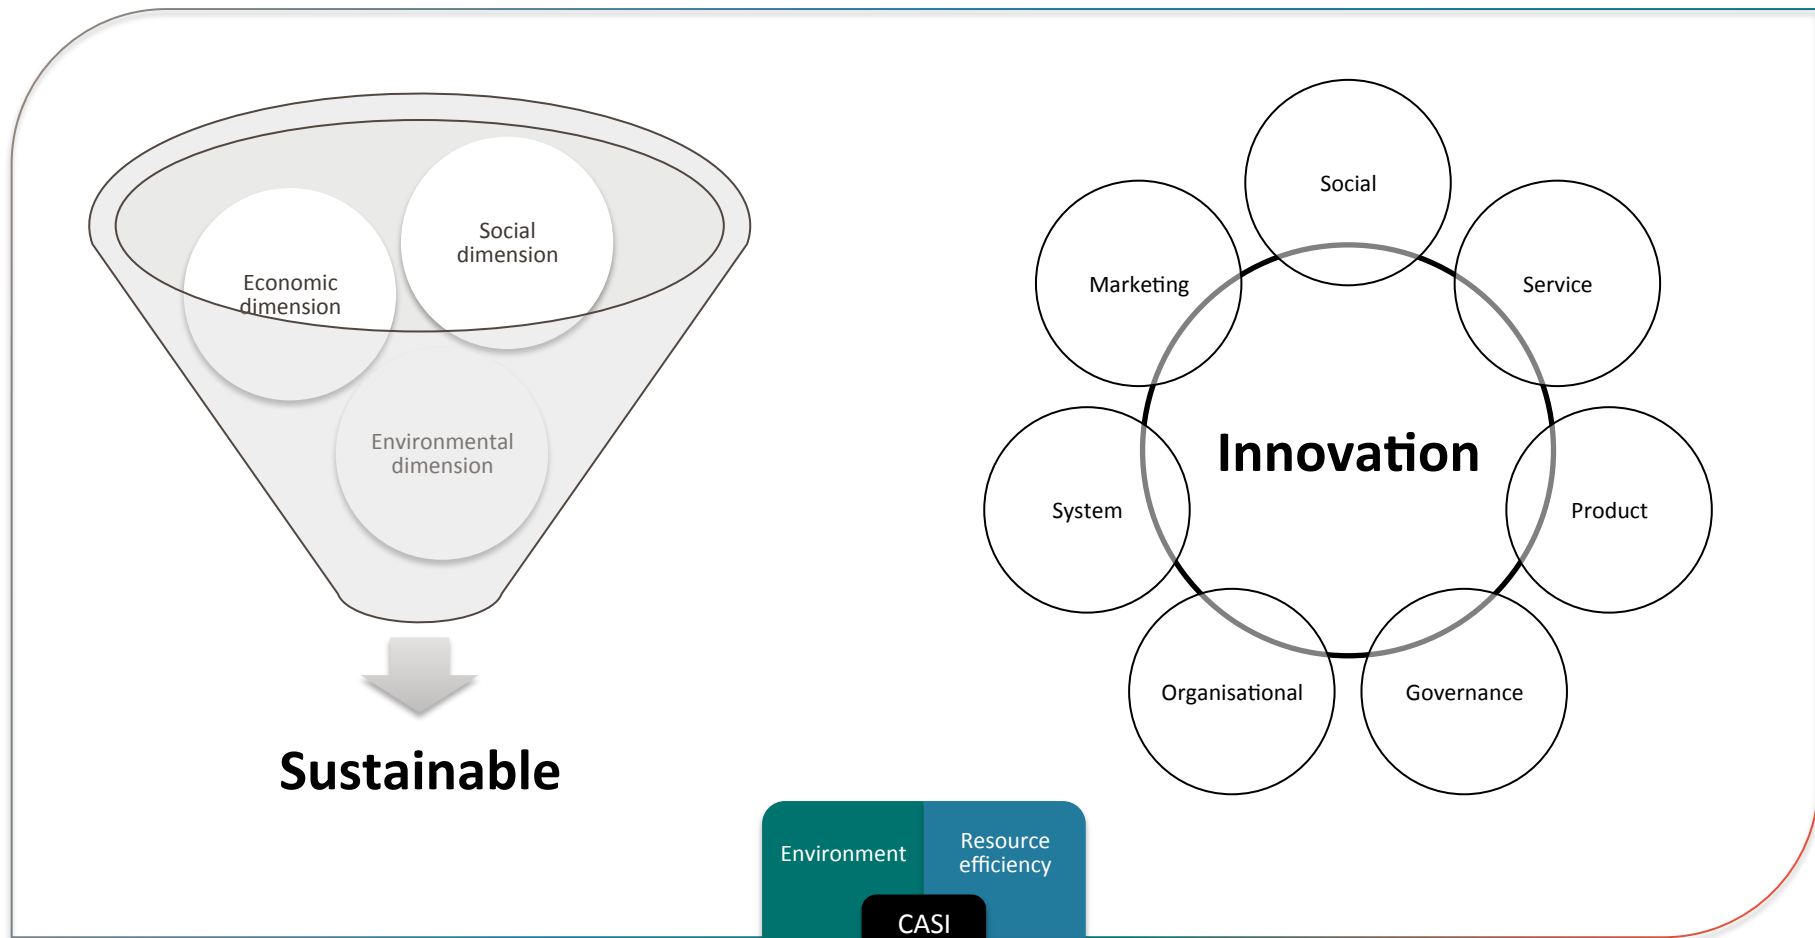 Social
dimension
Economic
dimension
Environmental
dimension
Sustainable
Social
Service
Product
Governance
Organisational
System
Marketing
Innovation
Environment
Resource
efficiency
CASI